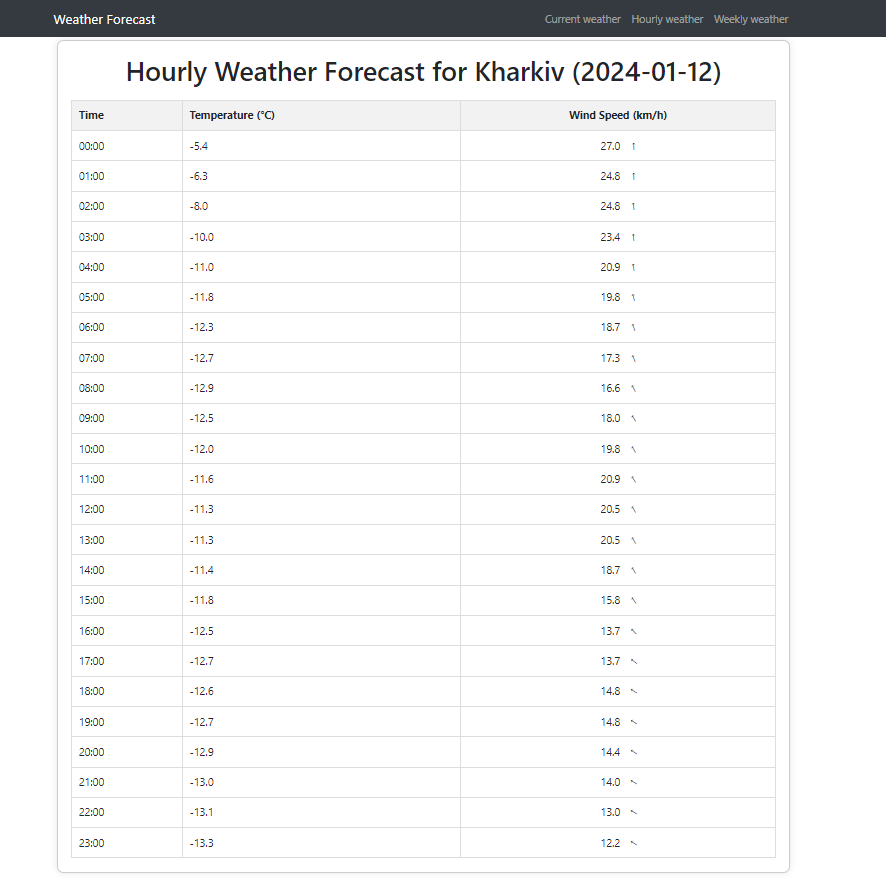 Weather Forecast Current weather Hourly weather Weekly weather
Hourly Weather Forecast for Kharkiv (2024-01-12)
Time Temperature (°C) Wind Speed (km/h)
00:00 -5.4 27.0 ↑
01:00 -6.3 24.8 ↑
02:00 -8.0 24.8 ↑
03:00 -10.0 23.4 ↑
04:00 -11.0 20.9 ↑
05:00 -11.8 19.8 ↑
06:00 -12.3 18.7 ↑
07:00 -12.7 17.3 ↑
08:00 -12.9 16.6 ↖
09:00 -12.5 18.0 ↖
10:00 -12.0 19.8 ↖
11:00 -11.6 20.9 ↖
12:00 -11.3 20.5 ↖
13:00 -11.3 20.5 ↖
14:00 -11.4 18.7 ↖
15:00 -11.8 15.8 ↖
16:00 -12.5 13.7 ↖
17:00 -12.7 13.7 ↖
18:00 -12.6 14.8 ↖
19:00 -12.7 14.8 ↖
20:00 -12.9 14.4 ↖
21:00 -13.0 14.0 ↖
22:00 -13.1 13.0 ↖
23:00 -13.3 12.2 ↖